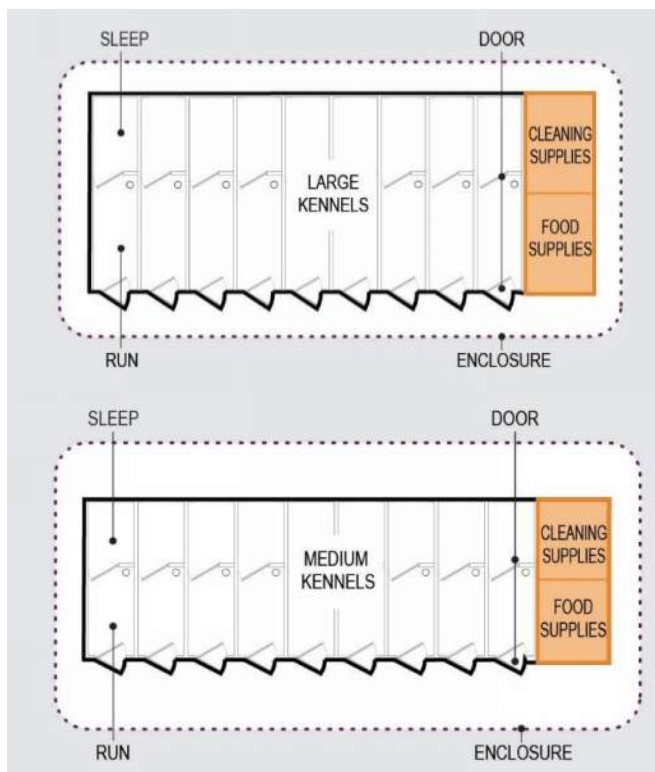 SLEEP
DOOR
CLEANING
SUPPLIES
LARGE
KENNELS
FOOD
SUPPLIES
RUN
ENCLOSURE
SLEEP
DOOR
CLEANING
SUPPLIES
MEDIUM
KENNELS
FOOD
SUPPLIES
RUN
ENCLOSURE